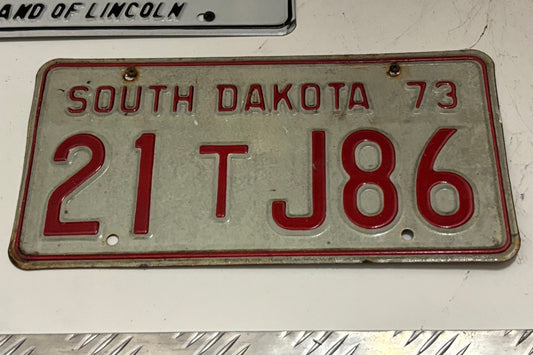 AND OF LINCOLN
SOUTH DAKOTA 73
21 T J86